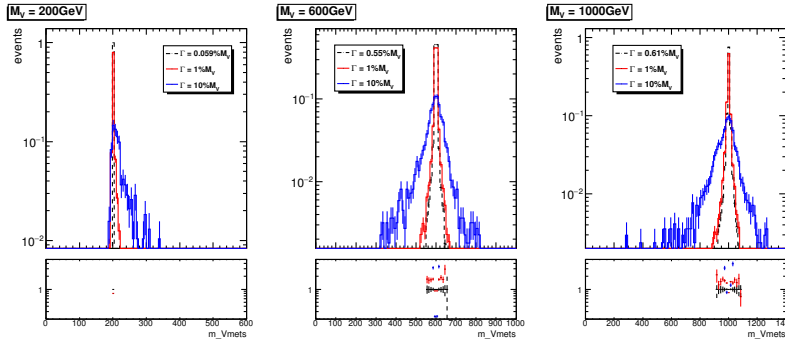 M_V = 200GeV
events
1
10⁻¹
10⁻²
Γ = 0.059%M_V
Γ = 1%M_V
Γ = 10%M_V
1
0 100 200 300 400 500 600
m_Vmets
M_V = 600GeV
events
10⁻¹
10⁻²
Γ = 0.55%M_V
Γ = 1%M_V
Γ = 10%M_V
1
0 100 200 300 400 500 600 700 800 900 1000
m_Vmets
M_V = 1000GeV
events
1
10⁻¹
10⁻²
Γ = 0.61%M_V
Γ = 1%M_V
Γ = 10%M_V
1
0 200 400 600 800 1000 1200
m_Vmets